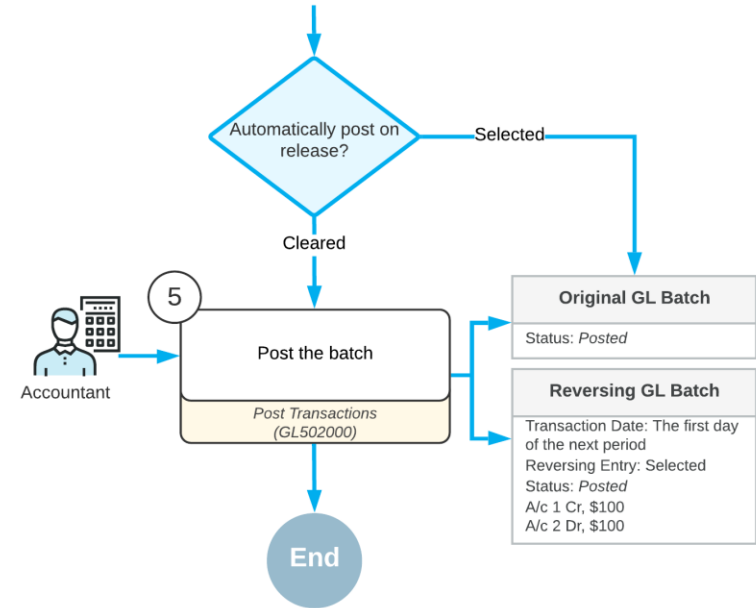 Automatically post on
release?
Selected
Cleared
5
Post the batch
Post Transactions
(GL502000)
Accountant
Original GL Batch
Status: Posted
Reversing GL Batch
Transaction Date: The first day
of the next period
Reversing Entry: Selected
Status: Posted
A/c 1 Cr, $100
A/c 2 Dr, $100
End